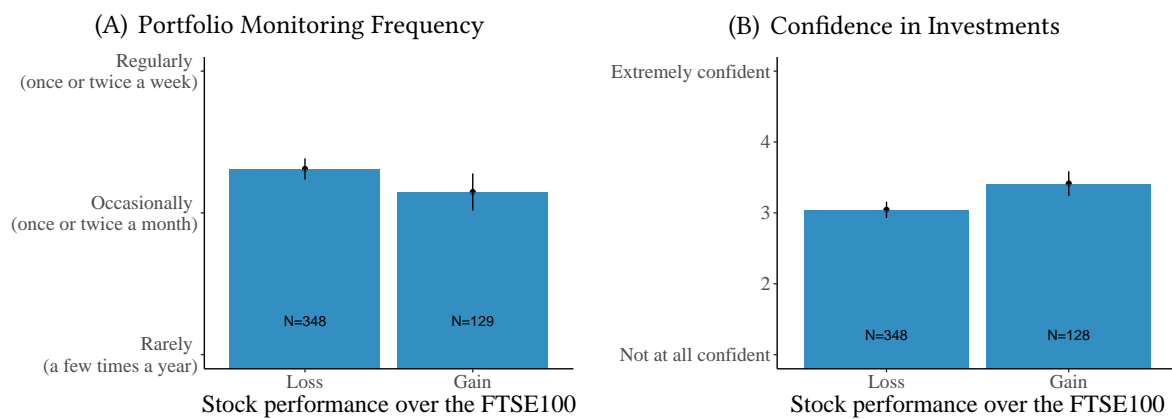 (A) Portfolio Monitoring Frequency
Regularly
(once or twice a week)
Occasionally
(once or twice a month)
Rarely
(a few times a year)
N=348
N=129
Loss
Gain
Stock performance over the FTSE100
(B) Confidence in Investments
Extremely confident
4
3
2
Not at all confident
N=348
N=128
Loss
Gain
Stock performance over the FTSE100